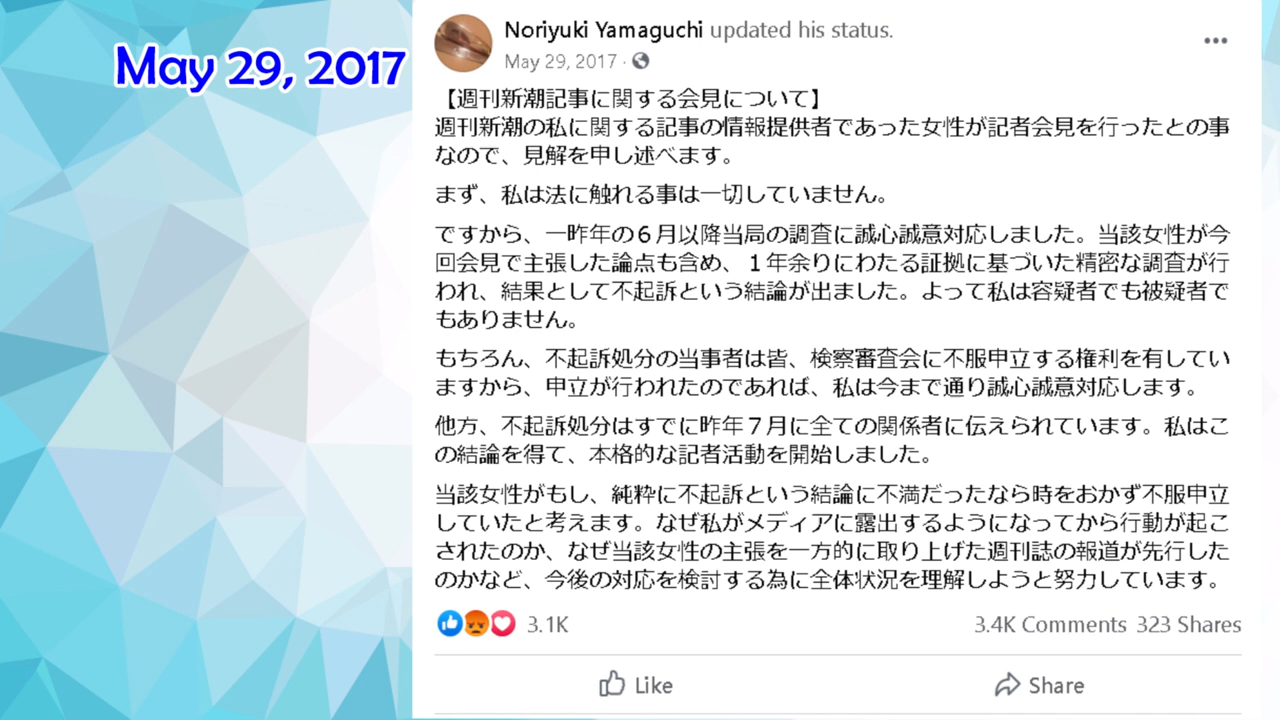 May 29, 2017
Noriyuki Yamaguchi updated his status.
May 29, 2017 ·
【週刊新潮記事に関する会見について】
週刊新潮の私に関する記事の情報提供者であった女性が記者会見を行ったとの事
なので、見解を申し述べます。
まず、私は法に触れる事は一切していません。
ですから、一昨年の６月以降当局の調査に誠心誠意対応しました。当該女性が今
回会見で主張した論点も含め、１年余りにわたる証拠に基づいた精密な調査が行
われ、結果として不起訴という結論が出ました。よって私は容疑者でも被疑者で
もありません。
もちろん、不起訴処分の当事者は皆、検察審査会に不服申立する権利を有してい
ますから、申立が行われたのであれば、私は今まで通り誠心誠意対応します。
他方、不起訴処分はすでに昨年７月に全ての関係者に伝えられています。私はこ
の結論を得て、本格的な記者活動を開始しました。
当該女性がもし、純粋に不起訴という結論に不満だったなら時をおかず不服申立
していたと考えます。なぜ私がメディアに露出するようになってから行動が起こ
されたのか、なぜ当該女性の主張を一方的に取り上げた週刊誌の報道が先行した
のかなど、今後の対応を検討する為に全体状況を理解しようと努力しています。
3.1K
3.4K Comments 323 Shares
Like
Share